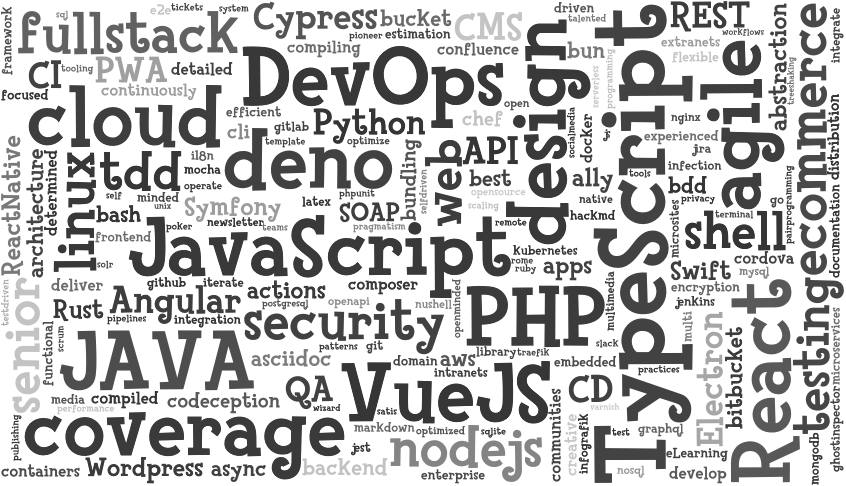 framework
sql
e2e
tickets
system
fullstack
Cypress
bucket
pioneer
estimation
CMS
driven
talented
REST
workflows
integrate
CI
tooling
PWA
detailed
compiling
confluence
bun
extranets
flexible
focused
continuously
DevOps
design
serverless
programming
TypeScript
agile
abstraction
treeshaking
ecommerce
cloud
efficient
cli
gitlab
template
Python
optimize
open
chef
socialmedia
docker
nginx
experienced
jira
infection
ReactNative
architecture
determined
linux
tdd
il8n
mocha
operate
deno
bundling
selfdriven
web
API
best
opensource
scaling
a11y
native
hackmd
tools
bdd
privacy
terminal
go
pairprogramming
documentation
distribution
self
minded
unix
bash
Symfony
newsletter
teams
latex
phpunit
SOAP
pragmatism
remote
frontend
poker
JavaScript
Kubernetes
rome
ruby
apps
microsites
shell
cordova
solr
deliver
github
iterate
actions
composer
Swift
mysql
encryption
jenkins
testdriven
senior
Rust
Angular
pipelines
integration
postgresql
openapi
nushell
openminded
PHP
multimedia
multi
React
testing
microservices
functional
scrum
JAVA
security
patterns
git
asciidoc
domain
aws
library
traefik
intranets
slack
embedded
practices
Electron
bitbucket
media
performance
compiled
codeception
QA
wizard
VueJS
satis
CD
varnish
ghostinspector
publishing
coverage
markdown
optimized
sqlite
jest
nodejs
communities
creative
infografik
test
graphql
mongodb
containers
Wordpress
async
backend
enterprise
nosql
eLearning
develop